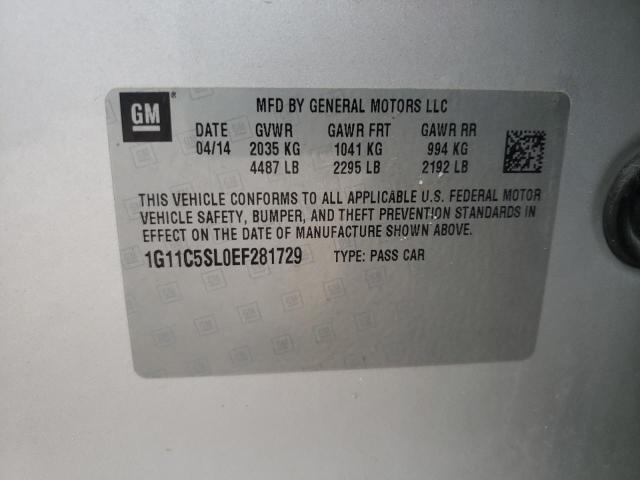 GM ® MFD BY GENERAL MOTORS LLC
DATE GVWR GAWR FRT GAWR RR
04/14 2035 KG 1041 KG 994 KG
4487 LB 2295 LB 2192 LB
THIS VEHICLE CONFORMS TO ALL APPLICABLE U.S. FEDERAL MOTOR
VEHICLE SAFETY, BUMPER, AND THEFT PREVENTION STANDARDS IN
EFFECT ON THE DATE OF MANUFACTURE SHOWN ABOVE.
1G11C5SL0EF281729 TYPE: PASS CAR